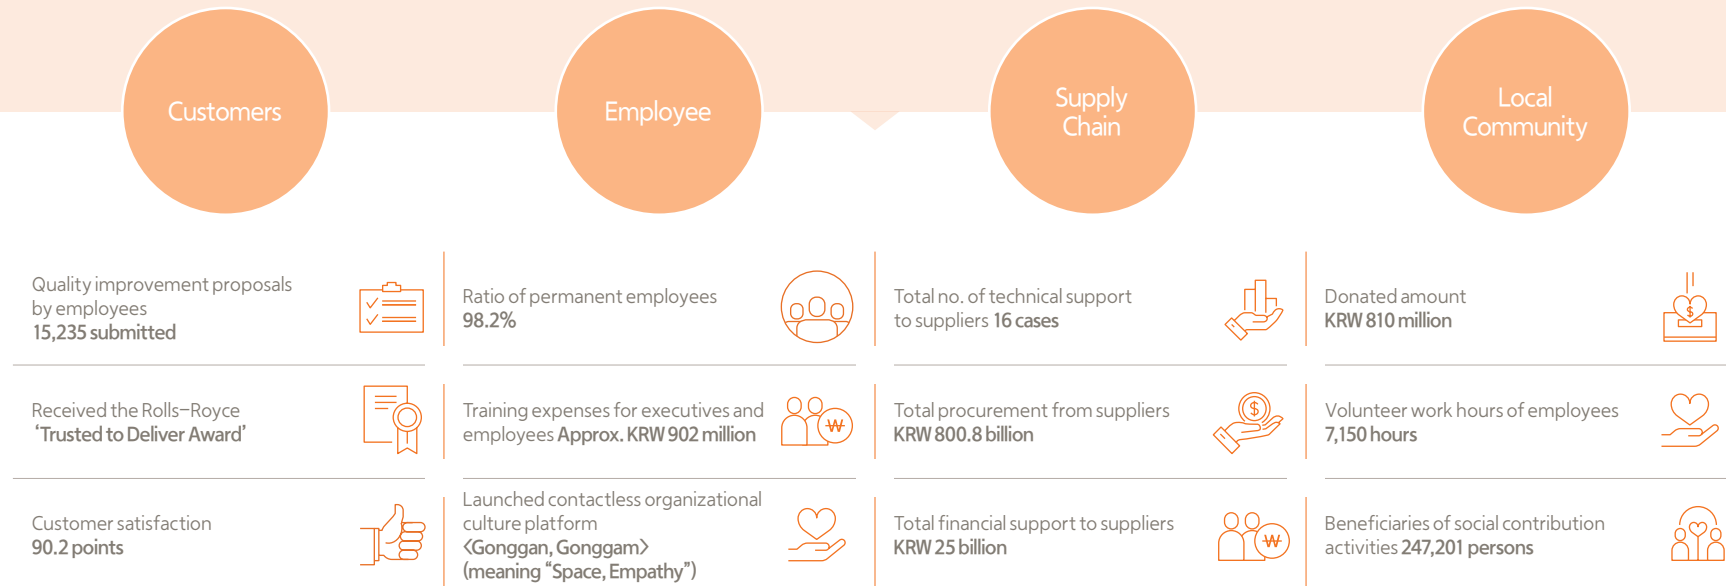 Customers
Quality improvement proposals
by employees
15,235 submitted
Received the Rolls-Royce
‘Trusted to Deliver Award’
Customer satisfaction
90.2 points
Employee
Ratio of permanent employees
98.2%
Training expenses for executives and
employees Approx. KRW 902 million
Launched contactless organizational
culture platform
<Gonggan, Gonggam>
(meaning “Space, Empathy”)
Supply
Chain
Total no. of technical support
to suppliers 16 cases
Total procurement from suppliers
KRW 800.8 billion
Total financial support to suppliers
KRW 25 billion
Local
Community
Donated amount
KRW 810 million
Volunteer work hours of employees
7,150 hours
Beneficiaries of social contribution
activities 247,201 persons